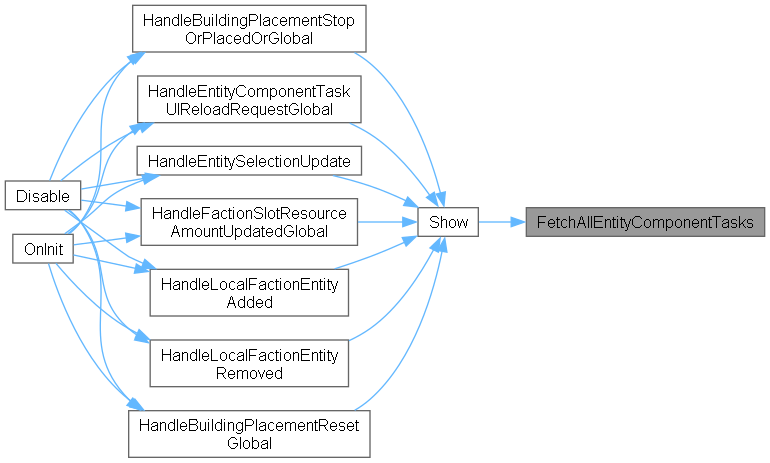 HandleBuildingPlacementStop
OrPlacedOrGlobal
HandleEntityComponentTask
UIReloadRequestGlobal
HandleEntitySelectionUpdate
Disable
HandleFactionSlotResource
AmountUpdatedGlobal
Show
FetchAllEntityComponentTasks
OnInit
HandleLocalFactionEntity
Added
HandleLocalFactionEntity
Removed
HandleBuildingPlacementReset
Global